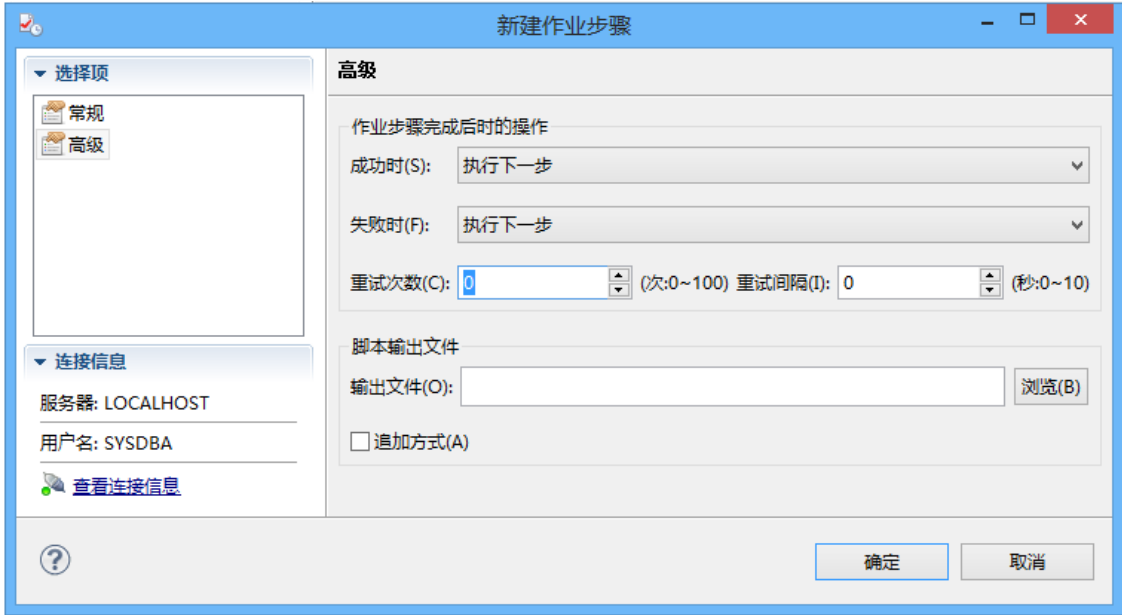 新建作业步骤
选择项
常规
高级
连接信息
服务器: LOCALHOST
用户名: SYSDBA
查看连接信息
高级
作业步骤完成后时的操作
成功时(S): 执行下一步
失败时(F): 执行下一步
重试次数(C): 0 (次:0~100) 重试间隔(I): 0 (秒:0~10)
脚本输出文件
输出文件(O): 浏览(B)
追加方式(A)
确定 取消